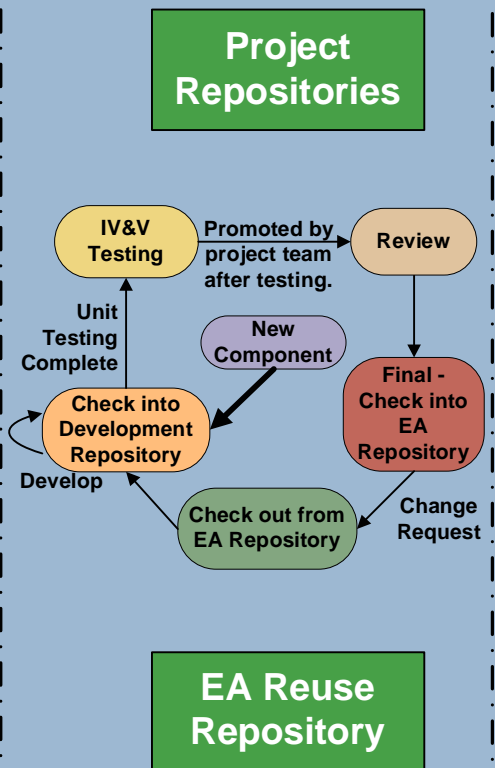 Project
Repositories
IV&V
Testing
Promoted by
project team
after testing.
Review
Unit
Testing
Complete
New
Component
Final -
Check into
EA
Repository
Check into
Development
Repository
Develop
Check out from
EA Repository
Change
Request
EA Reuse
Repository